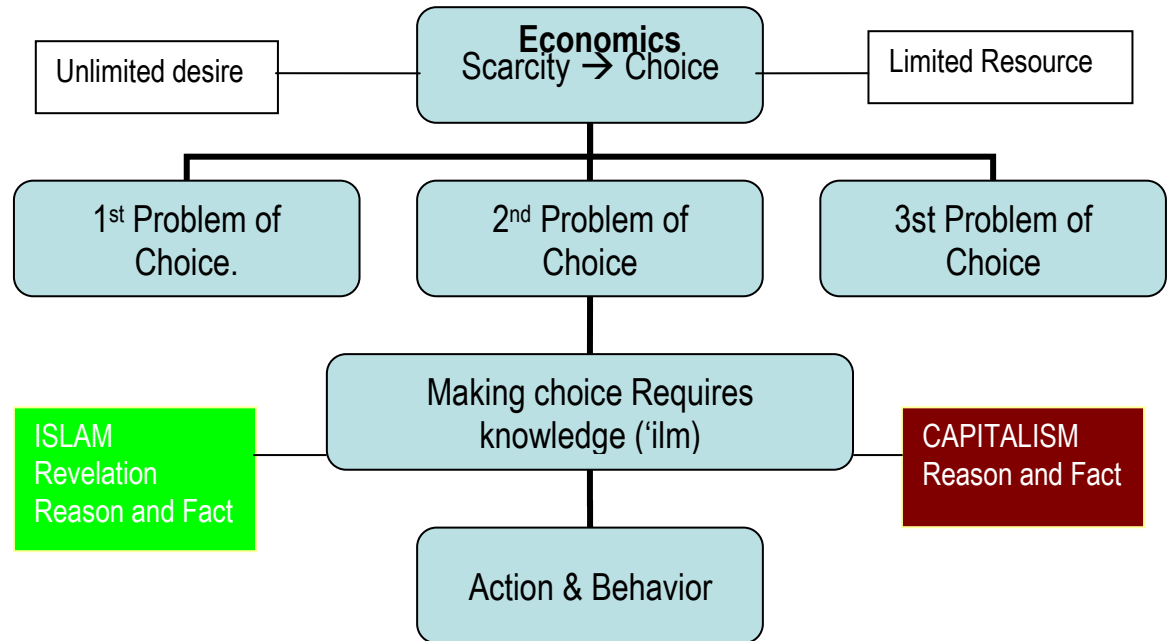 Economics
Scarcity → Choice
Unlimited desire
Limited Resource
1st Problem of
Choice.
2nd Problem of
Choice
3st Problem of
Choice
Making choice Requires
knowledge (‘ilm)
ISLAM
Revelation
Reason and Fact
CAPITALISM
Reason and Fact
Action & Behavior